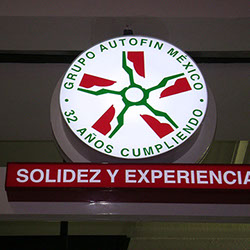 GRUPO AUTOFIN MEXICO
32 AÑOS CUMPLIENDO
SOLIDEZ Y EXPERIENCIA